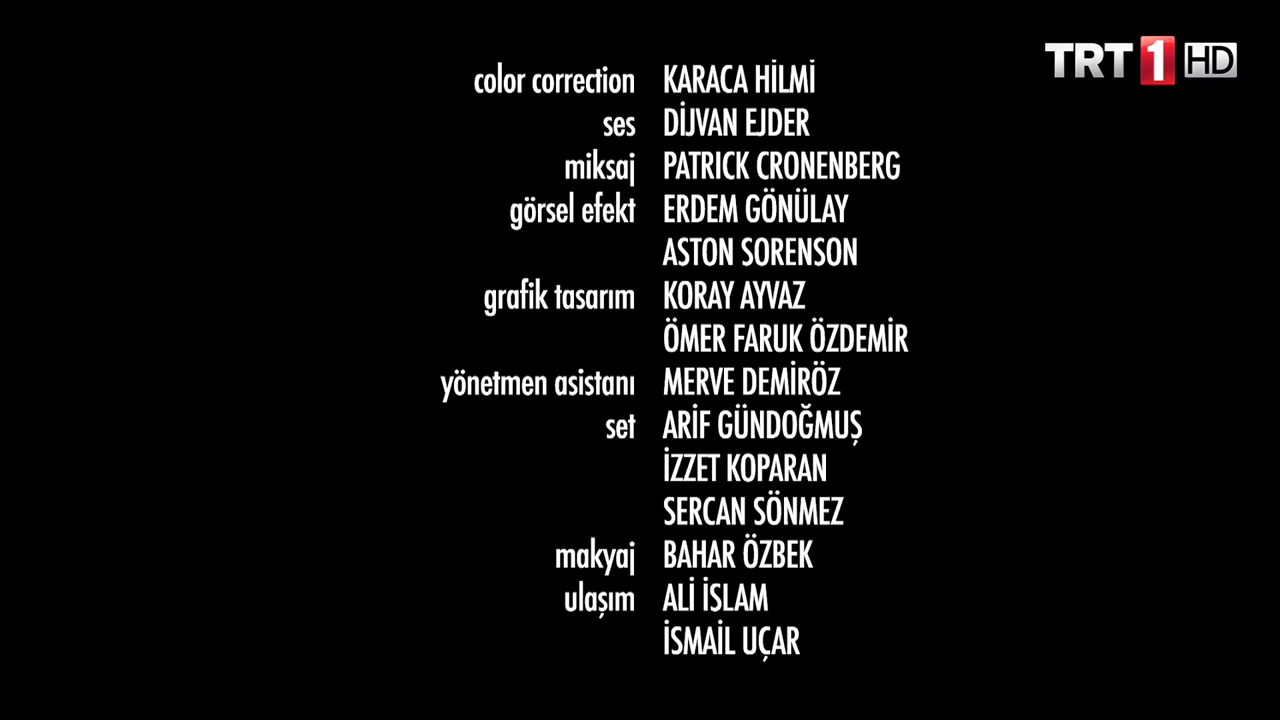 TRT 1 HD
color correction KARACA HİLMİ
ses DİJVAN EJDER
miksaj PATRICK CRONENBERG
görsel efekt ERDEM GÖNÜLAY
ASTON SORENSON
grafik tasarım KORAY AYVAZ
ÖMER FARUK ÖZDEMİR
yönetmen asistanı MERVE DEMİRÖZ
set ARİF GÜNDOĞMUŞ
İZZET KOPARAN
SERCAN SÖNMEZ
makyaj BAHAR ÖZBEK
ulaşım ALİ İSLAM
İSMAİL UÇAR